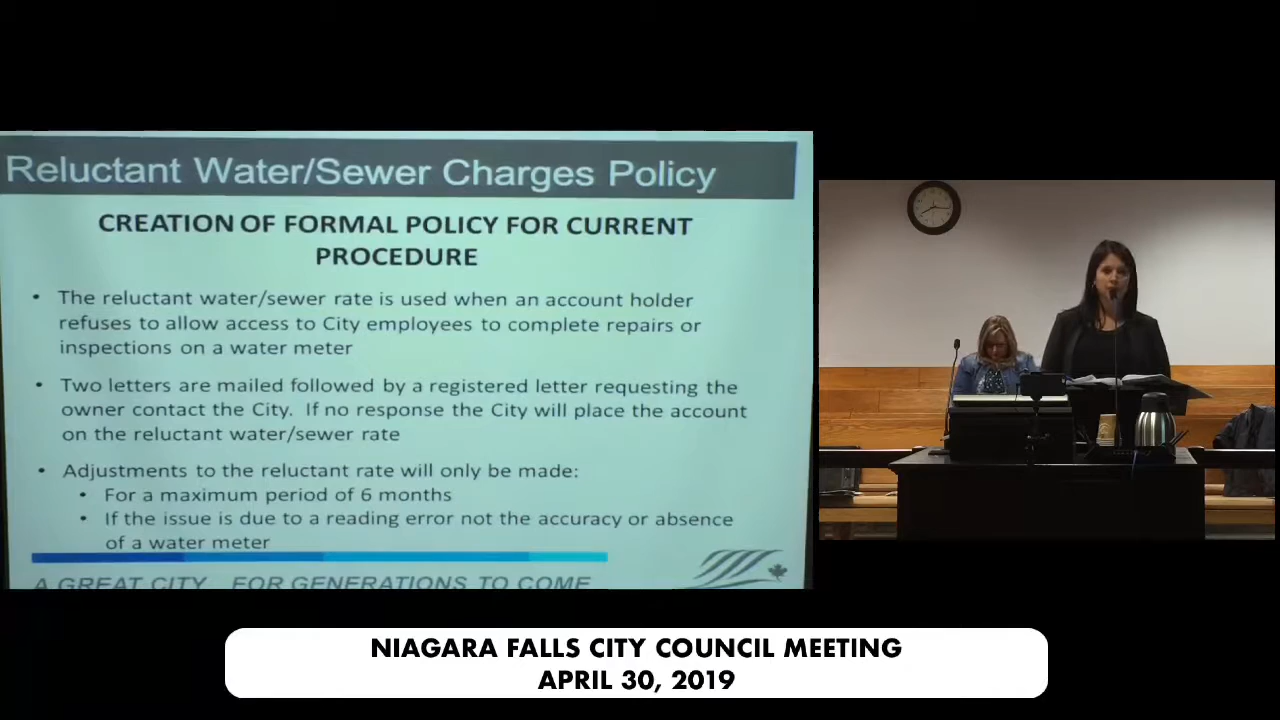 Reluctant Water/Sewer Charges Policy
CREATION OF FORMAL POLICY FOR CURRENT
PROCEDURE
• The reluctant water/sewer rate is used when an account holder
refuses to allow access to City employees to complete repairs or
inspections on a water meter
• Two letters are mailed followed by a registered letter requesting the
owner contact the City. If no response the City will place the account
on the reluctant water/sewer rate
• Adjustments to the reluctant rate will only be made:
• For a maximum period of 6 months
• If the issue is due to a reading error not the accuracy or absence
of a water meter
A GREAT CITY... FOR GENERATIONS TO COME
NIAGARA FALLS CITY COUNCIL MEETING
APRIL 30, 2019